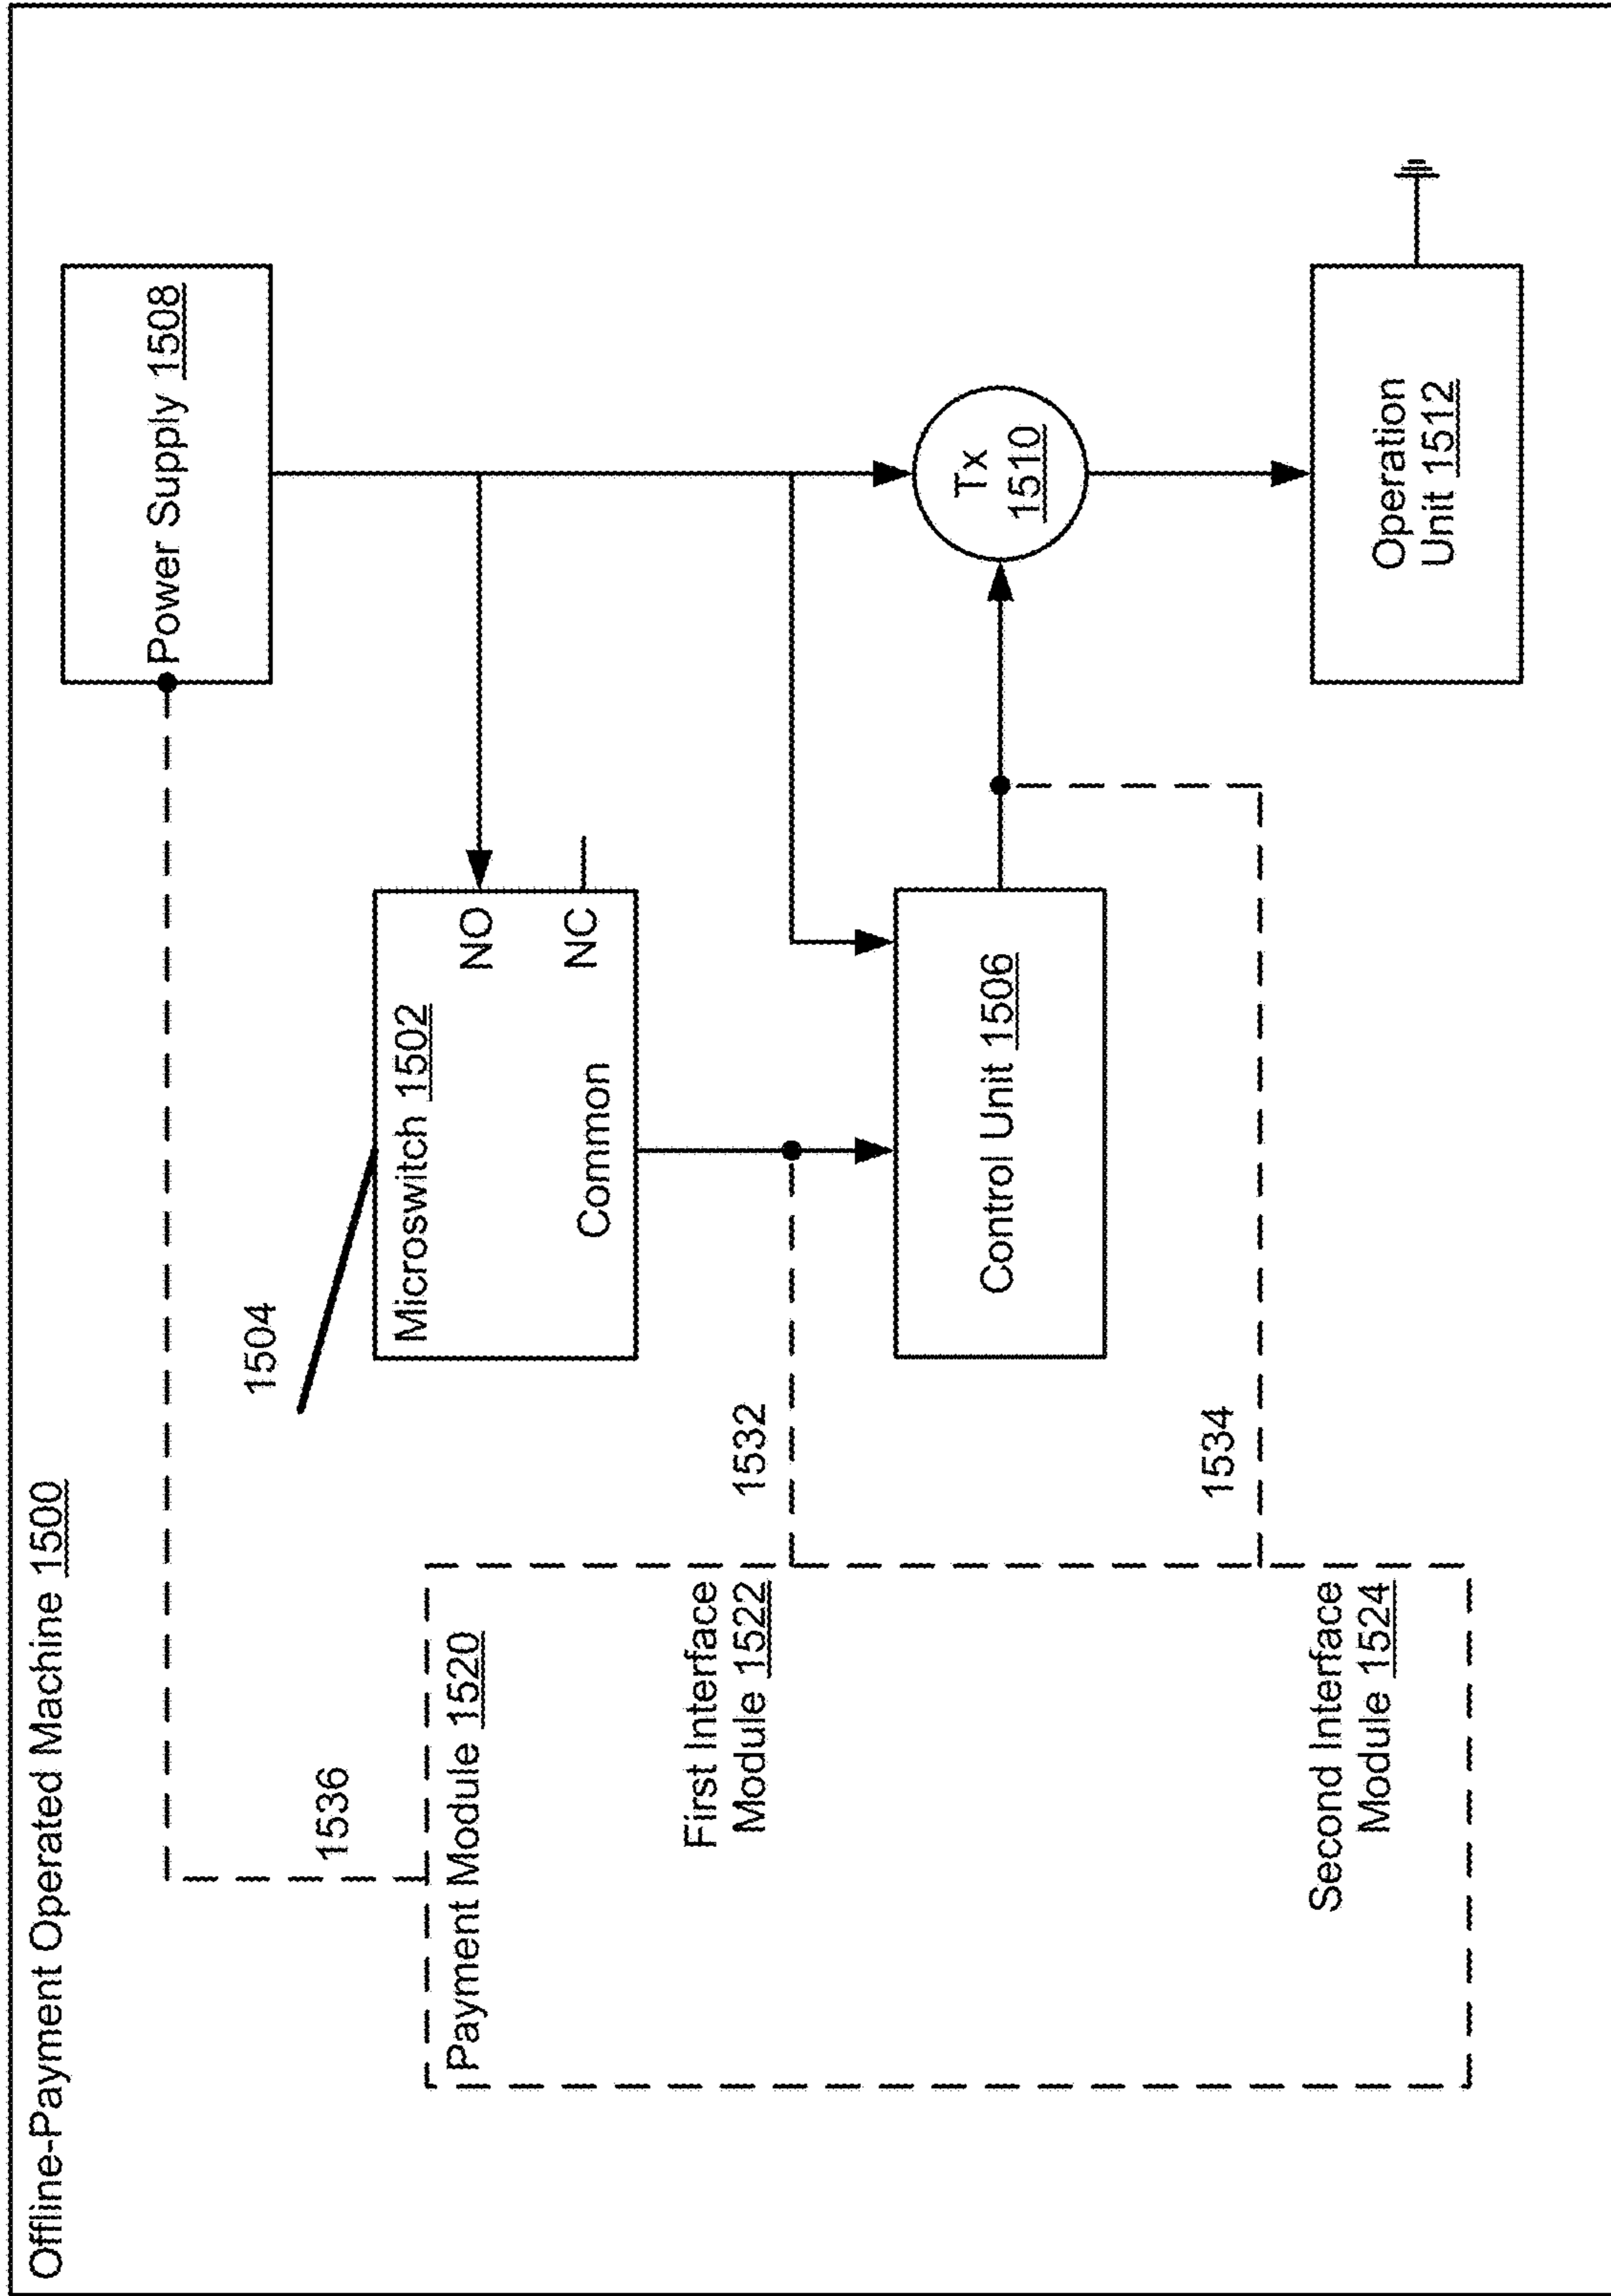 Offline-Payment Operated Machine 1500
Power Supply 1508
1536
1504
Microswitch 1502
NO
NC
Common
Payment Module 1520
First Interface
Module 1522
1532
Control Unit 1506
Tx
1510
1534
Second Interface
Module 1524
Operation
Unit 1512